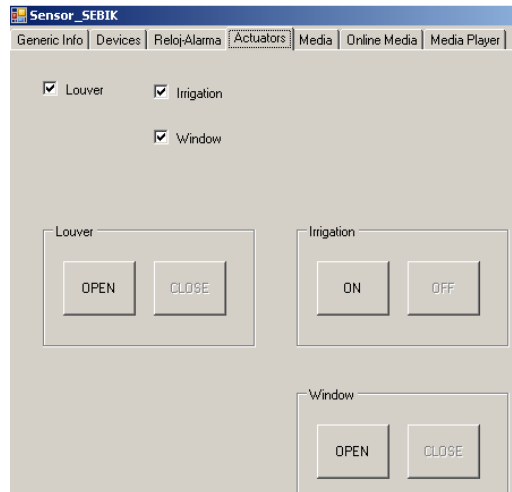 Sensor_SEBIK
Generic Info Devices Reloj-Alarma Actuators Media Online Media Media Player
Louver Irrigation
Window
Louver Irrigation
OPEN CLOSE ON OFF
Window
OPEN CLOSE